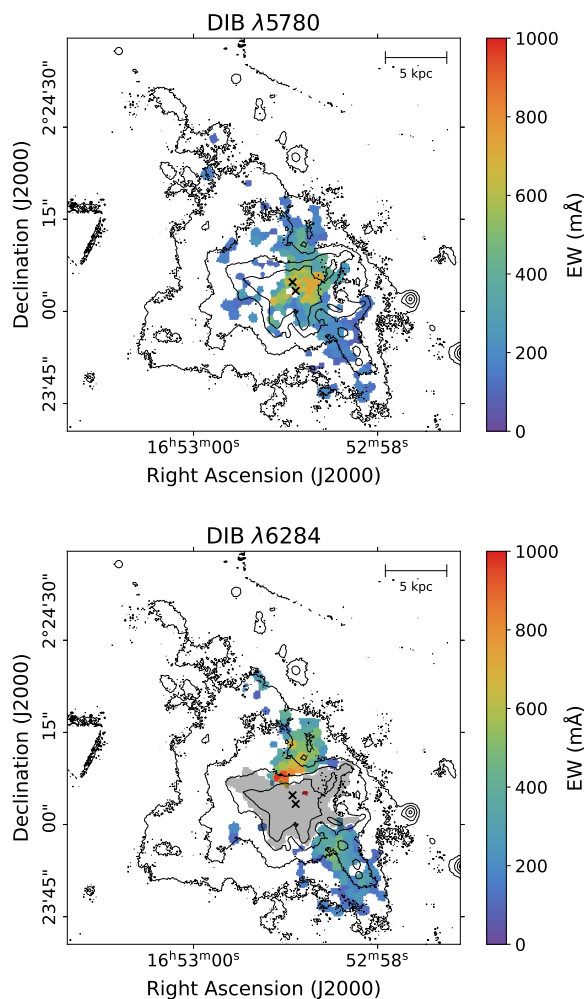 DIB λ5780
5 kpc
2°24'30"
15"
00"
23'45"
Declination (J2000)
16ʰ53ᵐ00ˢ
52ᵐ58ˢ
Right Ascension (J2000)
1000
800
600
400
200
0
EW (mÅ)
DIB λ6284
5 kpc
2°24'30"
15"
00"
23'45"
Declination (J2000)
16ʰ53ᵐ00ˢ
52ᵐ58ˢ
Right Ascension (J2000)
1000
800
600
400
200
0
EW (mÅ)